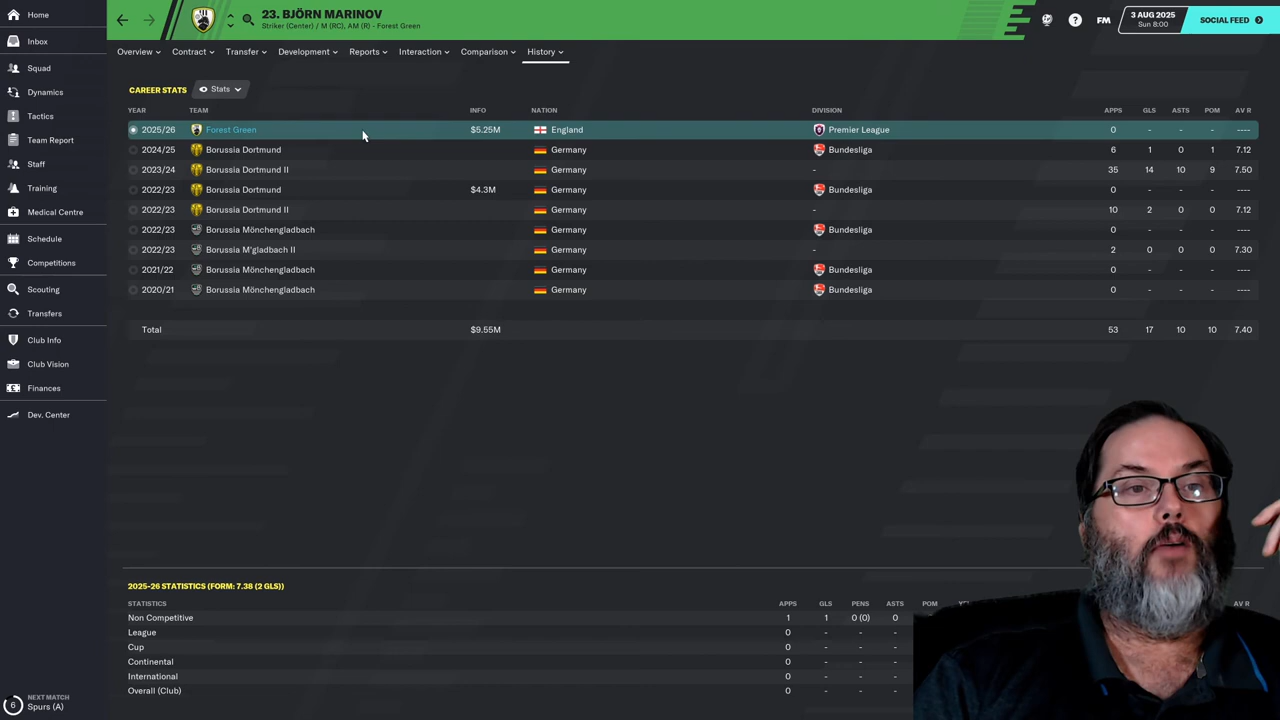 Home
Inbox
Squad
Dynamics
Tactics
Team Report
Staff
Training
Medical Centre
Schedule
Competitions
Scouting
Transfers
Club Info
Club Vision
Finances
Dev. Center
6
NEXT MATCH
Spurs (A)
23. BJÖRN MARINOV
Striker (Center) / M (RC), AM (R) - Forest Green
? FM
3 AUG 2025
Sun 8:00
SOCIAL FEED
Overview Contract Transfer Development Reports Interaction Comparison History
CAREER STATS Stats
YEAR TEAM INFO NATION DIVISION APPS GLS ASTS POM AV R
2025/26 Forest Green $5.25M England Premier League 0 - - - ----
2024/25 Borussia Dortmund Germany Bundesliga 6 1 0 1 7.12
2023/24 Borussia Dortmund II Germany - 35 14 10 9 7.50
2022/23 Borussia Dortmund $4.3M Germany Bundesliga 0 - - - ----
2022/23 Borussia Dortmund II Germany - 10 2 0 0 7.12
2022/23 Borussia Mönchengladbach Germany Bundesliga 0 - - - ----
2022/23 Borussia M'gladbach II Germany - 2 0 0 0 7.30
2021/22 Borussia Mönchengladbach Germany Bundesliga 0 - - - ----
2020/21 Borussia Mönchengladbach Germany Bundesliga 0 - - - ----
Total $9.55M 53 17 10 10 7.40
2025-26 STATISTICS (FORM: 7.38 (2 GLS))
STATISTICS APPS GLS PENS ASTS POM AV R
Non Competitive 1 1 0 (0) 0
League 0 - - -
Cup 0 - - -
Continental 0 - - -
International 0 - - -
Overall (Club) 0 - - -